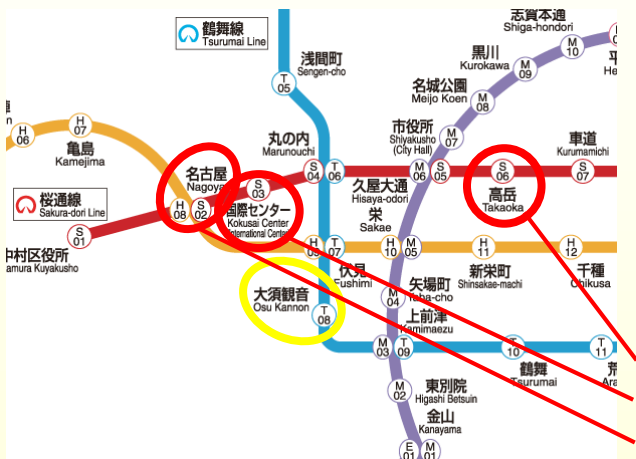 鶴舞線
Tsurumai Line
志賀本通
Shiga-hondori
M
10
浅間町
Sengen-cho
T
05
黒川
Kurokawa
M
09
名城公園
Meijo Koen
M
08
H
06
H
07
亀島
Kamejima
丸の内
Marunouchi
市役所
Shiyakusho
(City Hall)
M
07
車道
Kurumamichi
名古屋
Nagoya
S
03
S
04
T
06
M
06
S
05
S
06
S
07
桜通線
Sakura-dori Line
H
08
S
02
国際センター
Kokusai Center
International Center
久屋大通
Hisaya-odori
高岳
Takaoka
S
01
栄
Sakae
中村区役所
amura Kuyakusho
H
09
T
07
H
10
M
05
H
11
H
12
伏見
Fushimi
新栄町
Shinsakae-machi
千種
Chikusa
大須観音
Osu Kannon
T
08
M
04
矢場町
Yaba-cho
上前津
Kamimaezu
M
03
T
09
T
10
T
11
鶴舞
Tsurumai
M
02
東別院
Higashi Betsuin
金山
Kanayama
E
01
M
01